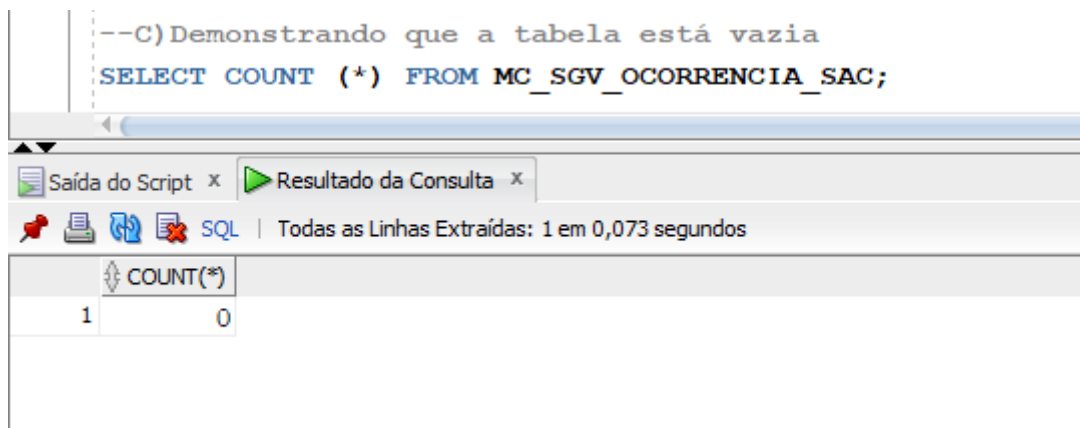 --C)Demonstrando que a tabela está vazia
SELECT COUNT (*) FROM MC_SGV_OCORRENCIA_SAC;
Saída do Script x Resultado da Consulta x
SQL | Todas as Linhas Extraídas: 1 em 0,073 segundos
COUNT(*)
1 0